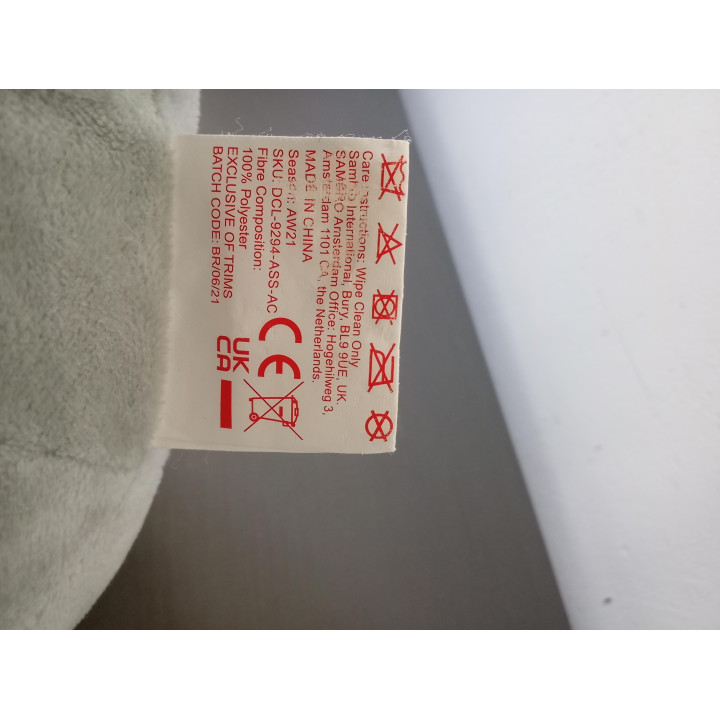 Care Instructions: Wipe Clean Only
Sambro International, Bury, BL9 9UE, UK.
SAMBRO Amsterdam Office: Hogehilweg 3,
Amsterdam 1101 CA, the Netherlands.
MADE IN CHINA
Season: AW21
SKU: DCL-9294-ASS-AC
Fibre Composition:
100% Polyester
EXCLUSIVE OF TRIMS
BATCH CODE: BR/06/21
CE
UK
CA